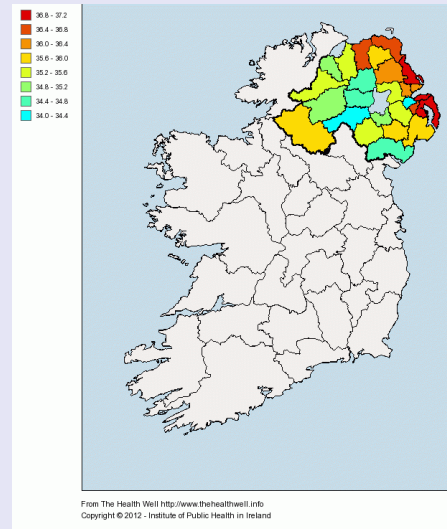 36.8 - 37.2
36.4 - 36.8
36.0 - 36.4
35.6 - 36.0
35.2 - 35.6
34.8 - 35.2
34.4 - 34.8
34.0 - 34.4
From The Health Well http://www.thehealthwell.info
Copyright © 2012 - Institute of Public Health in Ireland